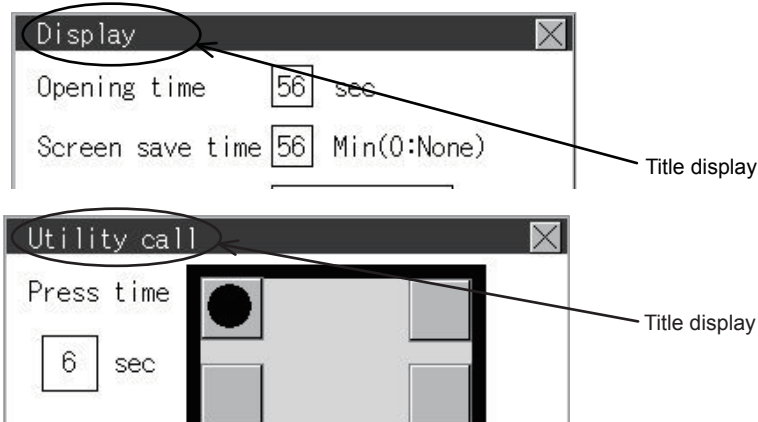 Display
Opening time 56 sec
Screen save time 56 Min(0:None)
Title display
Utility call
Press time
Title display
6 sec